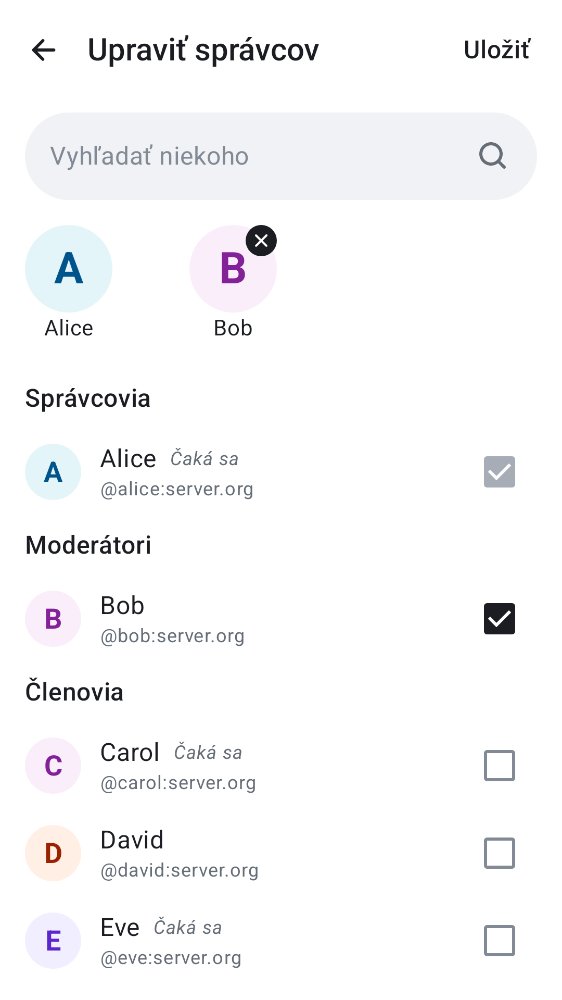 Upraviť správcov
Uložiť
Vyhľadať niekoho
A
B
Alice
Bob
Správcovia
A
Alice Čaká sa
@alice:server.org
Moderátori
B
Bob
@bob:server.org
Členovia
C
Carol Čaká sa
@carol:server.org
D
David
@david:server.org
E
Eve Čaká sa
@eve:server.org